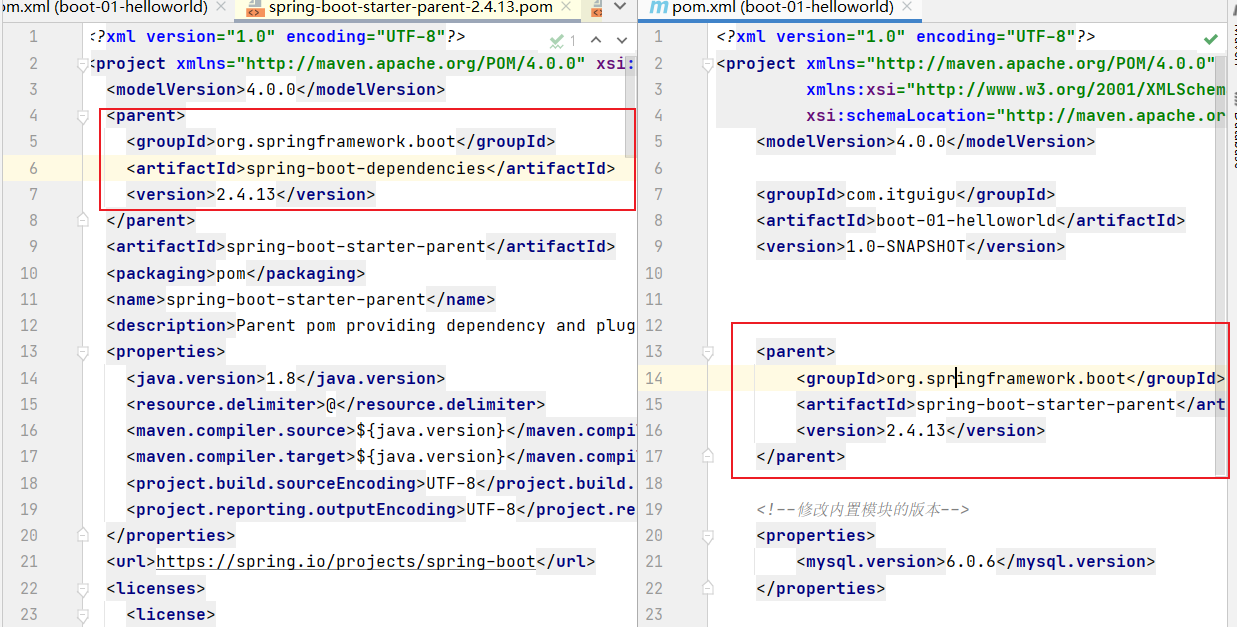 om.xml (boot-01-helloworld)
spring-boot-starter-parent-2.4.13.pom
1
1 <?xml version="1.0" encoding="UTF-8"?>
2 <project xmlns="http://maven.apache.org/POM/4.0.0" xsi:
3 <modelVersion>4.0.0</modelVersion>
4 <parent>
5 <groupId>org.springframework.boot</groupId>
6 <artifactId>spring-boot-dependencies</artifactId>
7 <version>2.4.13</version>
8 </parent>
9 <artifactId>spring-boot-starter-parent</artifactId>
10 <packaging>pom</packaging>
11 <name>spring-boot-starter-parent</name>
12 <description>Parent pom providing dependency and plug
13 <properties>
14 <java.version>1.8</java.version>
15 <resource.delimiter>@</resource.delimiter>
16 <maven.compiler.source>${java.version}</maven.compi
17 <maven.compiler.target>${java.version}</maven.compi
18 <project.build.sourceEncoding>UTF-8</project.build.
19 <project.reporting.outputEncoding>UTF-8</project.re
20 </properties>
21 <url>https://spring.io/projects/spring-boot</url>
22 <licenses>
23 <license>
m pom.xml (boot-01-helloworld)
1 <?xml version="1.0" encoding="UTF-8"?>
2 <project xmlns="http://maven.apache.org/POM/4.0.0"
3 xmlns:xsi="http://www.w3.org/2001/XMLSchem
4 xsi:schemaLocation="http://maven.apache.or
5 <modelVersion>4.0.0</modelVersion>
6
7 <groupId>com.itguigu</groupId>
8 <artifactId>boot-01-helloworld</artifactId>
9 <version>1.0-SNAPSHOT</version>
10
11
12
13 <parent>
14 <groupId>org.springframework.boot</groupId>
15 <artifactId>spring-boot-starter-parent</art
16 <version>2.4.13</version>
17 </parent>
18
19 <!--修改内置模块的版本-->
20 <properties>
21 <mysql.version>6.0.6</mysql.version>
22 </properties>
23